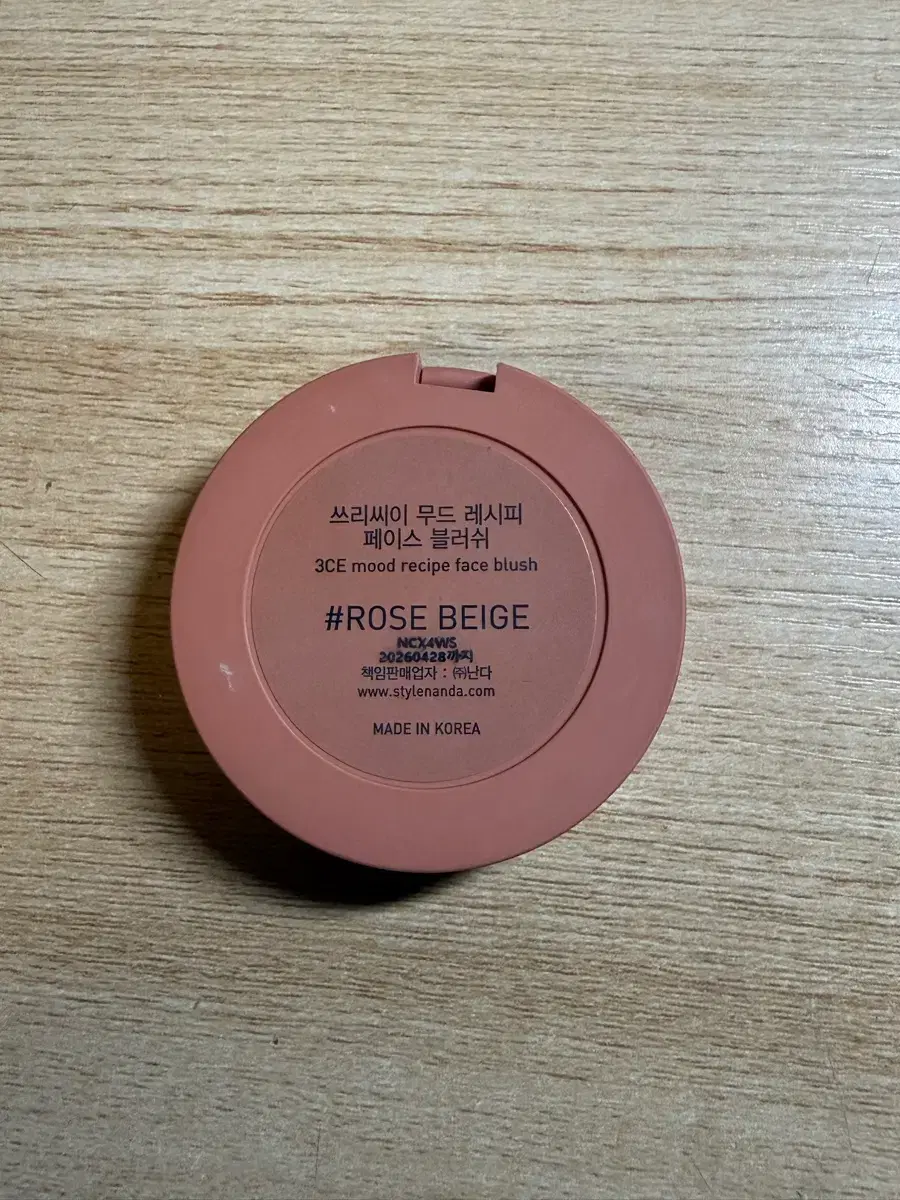 쓰리씨이 무드 레시피
페이스 블러쉬
3CE mood recipe face blush
#ROSE BEIGE
NCX4WS
20260428까지
책임판매업자 : ㈜난다
www.stylenanda.com
MADE IN KOREA